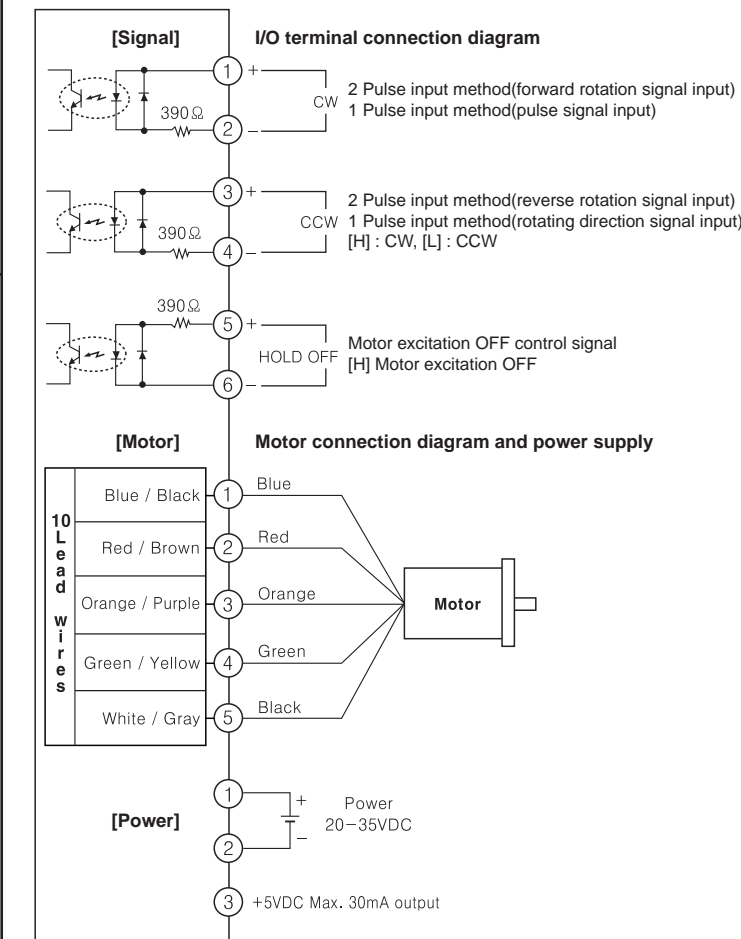 [Signal] I/O terminal connection diagram
1 +
CW
2 Pulse input method(forward rotation signal input)
1 Pulse input method(pulse signal input)
390Ω
2 −
3 +
CCW
2 Pulse input method(reverse rotation signal input)
1 Pulse input method(rotating direction signal input)
[H] : CW, [L] : CCW
390Ω
4 −
390Ω
5 +
HOLD OFF
Motor excitation OFF control signal
[H] Motor excitation OFF
6 −
[Motor] Motor connection diagram and power supply
10 Lead wires
Blue / Black 1 Blue
Red / Brown 2 Red
Orange / Purple 3 Orange
Green / Yellow 4 Green
White / Gray 5 Black
Motor
[Power]
1
+
Power
20−35VDC
−
2
3 +5VDC Max. 30mA output